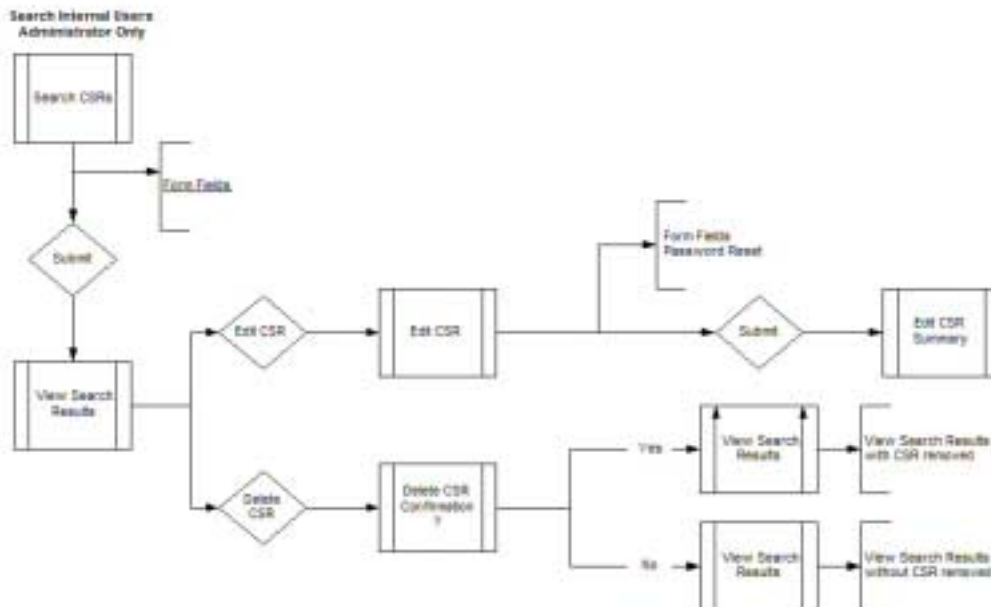 Search Internal Users
Administrator Only
Search CSRs
Form Fields
Submit
View Search
Results
Edit CSR
Edit CSR
Form Fields
Password Reset
Submit
Edit CSR
Summary
Delete
CSR
Delete CSR
Confirmation
?
Yes
View Search
Results
View Search Results
with CSR removed
No
View Search
Results
View Search Results
without CSR removed